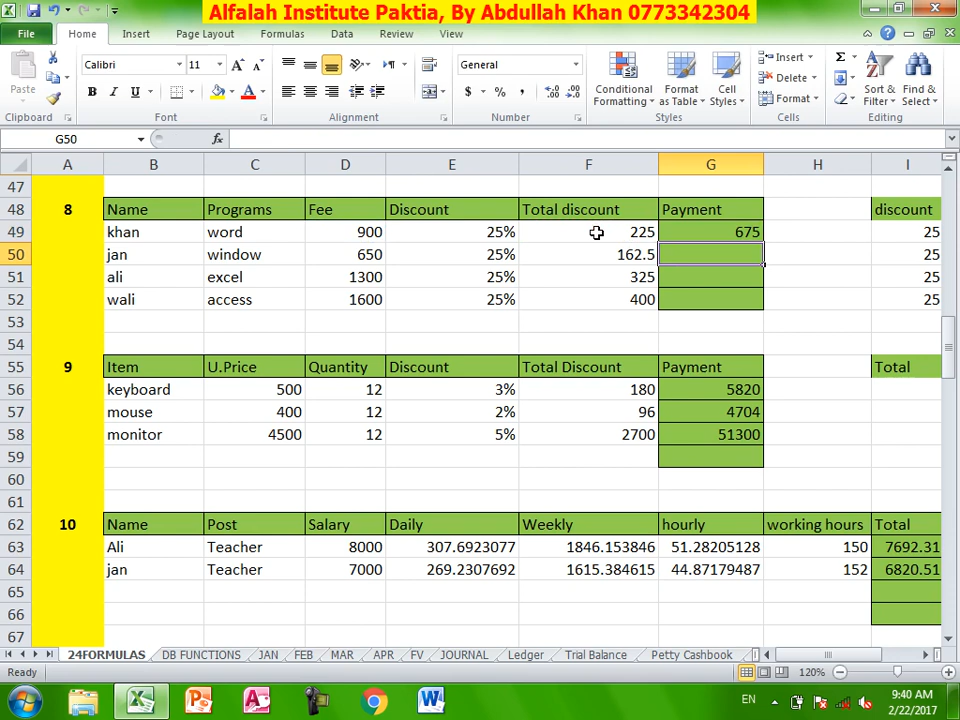 Alfalah Institute Paktia, By Abdullah Khan 0773342304
File Home Insert Page Layout Formulas Data Review View
Paste
Calibri 11 A A
B I U A
General
$ % ,
Conditional Formatting
Format as Table
Cell Styles
Insert
Delete
Format
Σ
Sort & Filter
Find & Select
Clipboard Font Alignment Number Styles Cells Editing
G50 fx
A B C D E F G H I
47
48 8 Name Programs Fee Discount Total discount Payment discount
49 khan word 900 25% 225 675 25
50 jan window 650 25% 162.5 25
51 ali excel 1300 25% 325 25
52 wali access 1600 25% 400 25
53
54
55 9 Item U.Price Quantity Discount Total Discount Payment Total
56 keyboard 500 12 3% 180 5820
57 mouse 400 12 2% 96 4704
58 monitor 4500 12 5% 2700 51300
59
60
61
62 10 Name Post Salary Daily Weekly hourly working hours Total
63 Ali Teacher 8000 307.6923077 1846.153846 51.28205128 150 7692.31
64 jan Teacher 7000 269.2307692 1615.384615 44.87179487 152 6820.51
65
66
67
24FORMULAS DB FUNCTIONS JAN FEB MAR APR FV JOURNAL Ledger Trial Balance Petty Cashbook
Ready 120%
EN 9:40 AM
2/22/2017